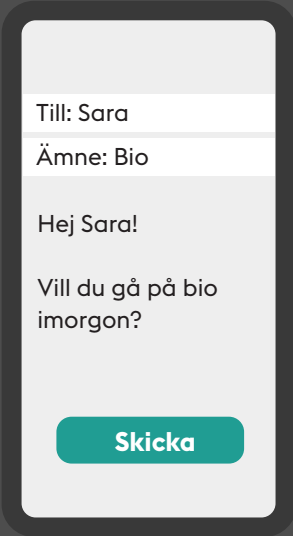 Till: Sara
Ämne: Bio
Hej Sara!
Vill du gå på bio
imorgon?
Skicka